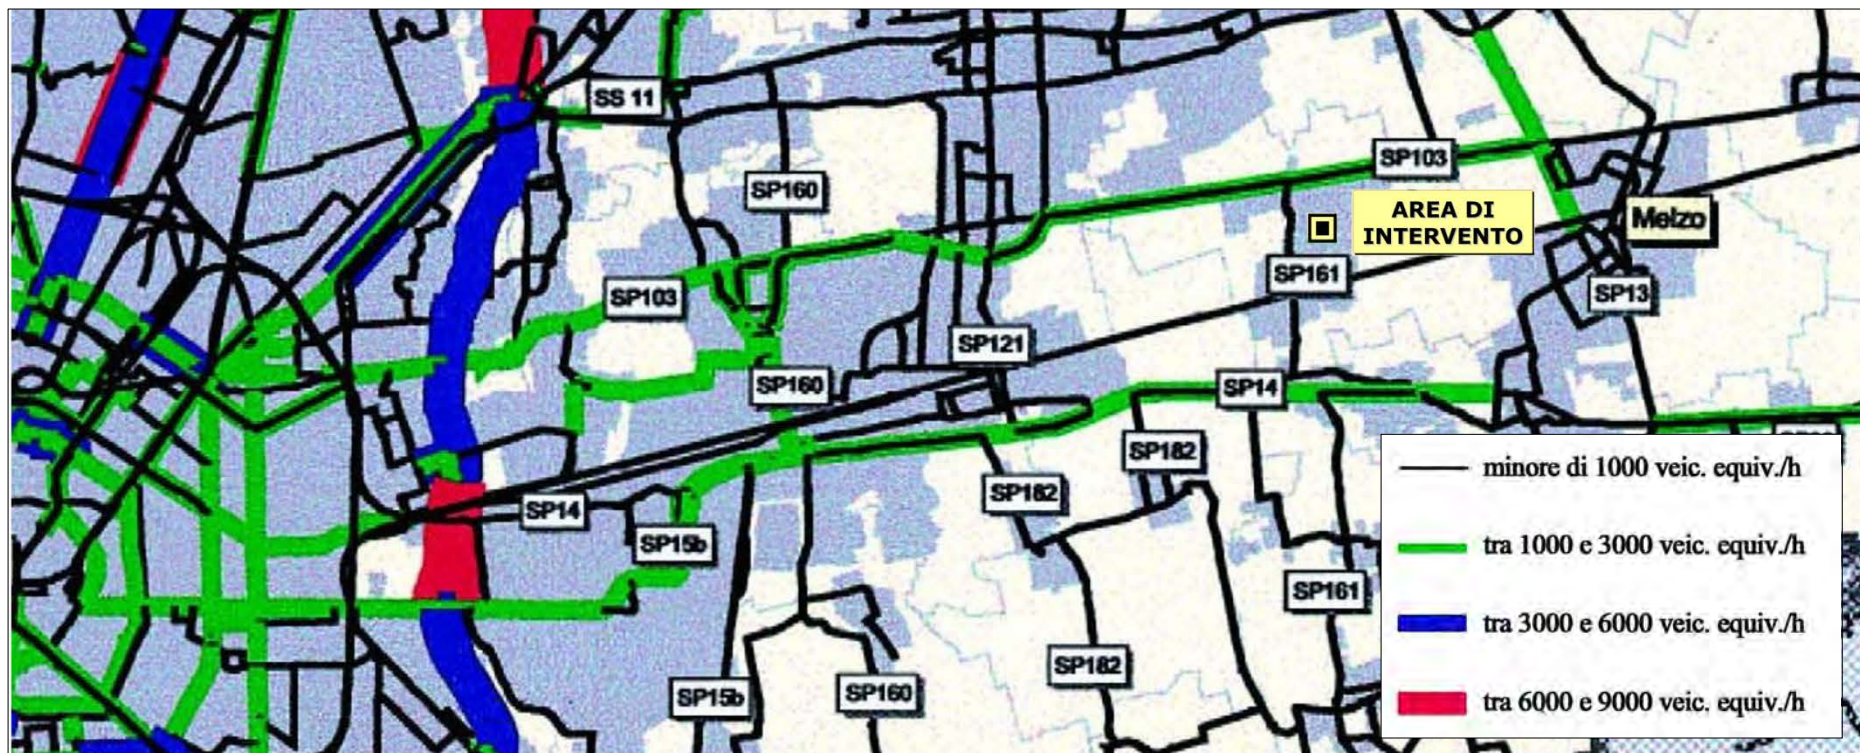 SS 11
SP103
SP160
AREA DI
INTERVENTO
Melzo
SP161
SP103
SP13
SP121
SP160
SP14
SP182
SP182
SP14
SP15b
SP161
SP182
SP15b
SP160
minore di 1000 veic. equiv./h
tra 1000 e 3000 veic. equiv./h
tra 3000 e 6000 veic. equiv./h
tra 6000 e 9000 veic. equiv./h